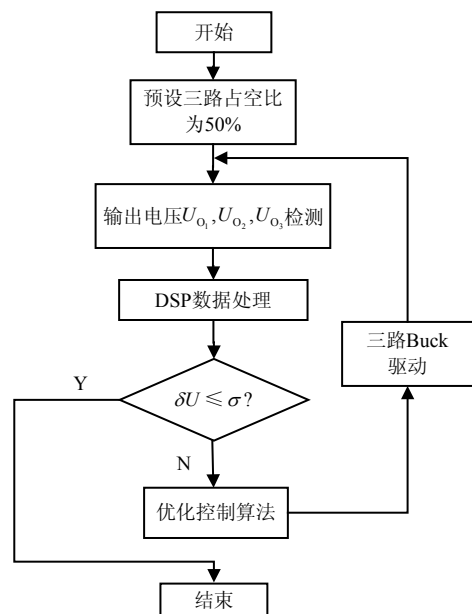 开始
预设三路占空比
为50%
输出电压U_{O_1},U_{O_2},U_{O_3}检测
DSP数据处理
三路Buck
驱动
Y
δU ≤ σ?
N
优化控制算法
结束